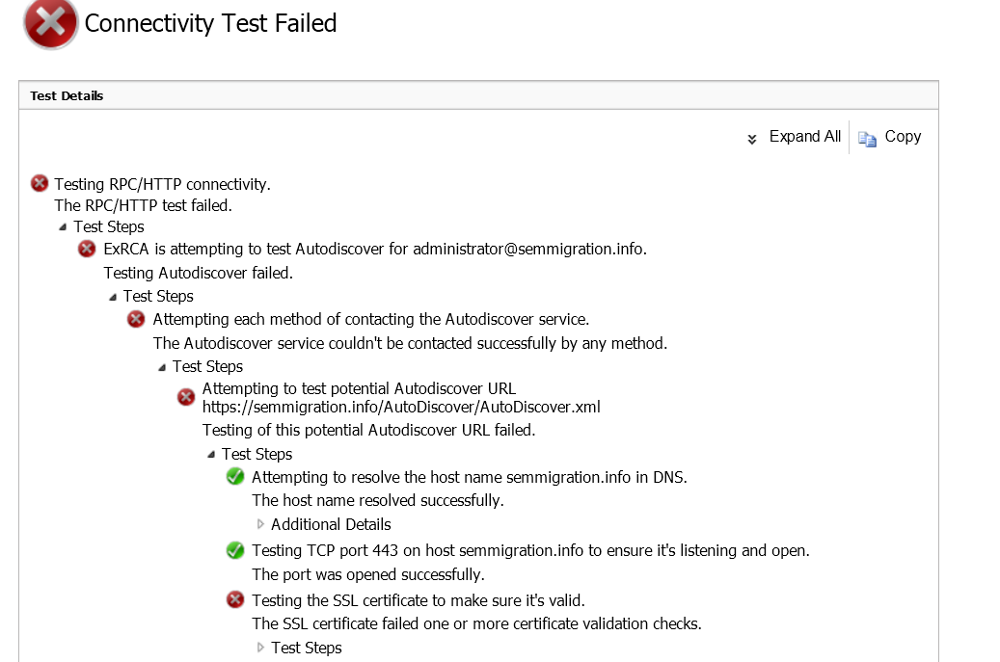 Connectivity Test Failed
Test Details
Expand All
Copy
Testing RPC/HTTP connectivity.
The RPC/HTTP test failed.
Test Steps
ExRCA is attempting to test Autodiscover for administrator@semmigration.info.
Testing Autodiscover failed.
Test Steps
Attempting each method of contacting the Autodiscover service.
The Autodiscover service couldn't be contacted successfully by any method.
Test Steps
Attempting to test potential Autodiscover URL
https://semmigration.info/AutoDiscover/AutoDiscover.xml
Testing of this potential Autodiscover URL failed.
Test Steps
Attempting to resolve the host name semmigration.info in DNS.
The host name resolved successfully.
Additional Details
Testing TCP port 443 on host semmigration.info to ensure it's listening and open.
The port was opened successfully.
Testing the SSL certificate to make sure it's valid.
The SSL certificate failed one or more certificate validation checks.
Test Steps